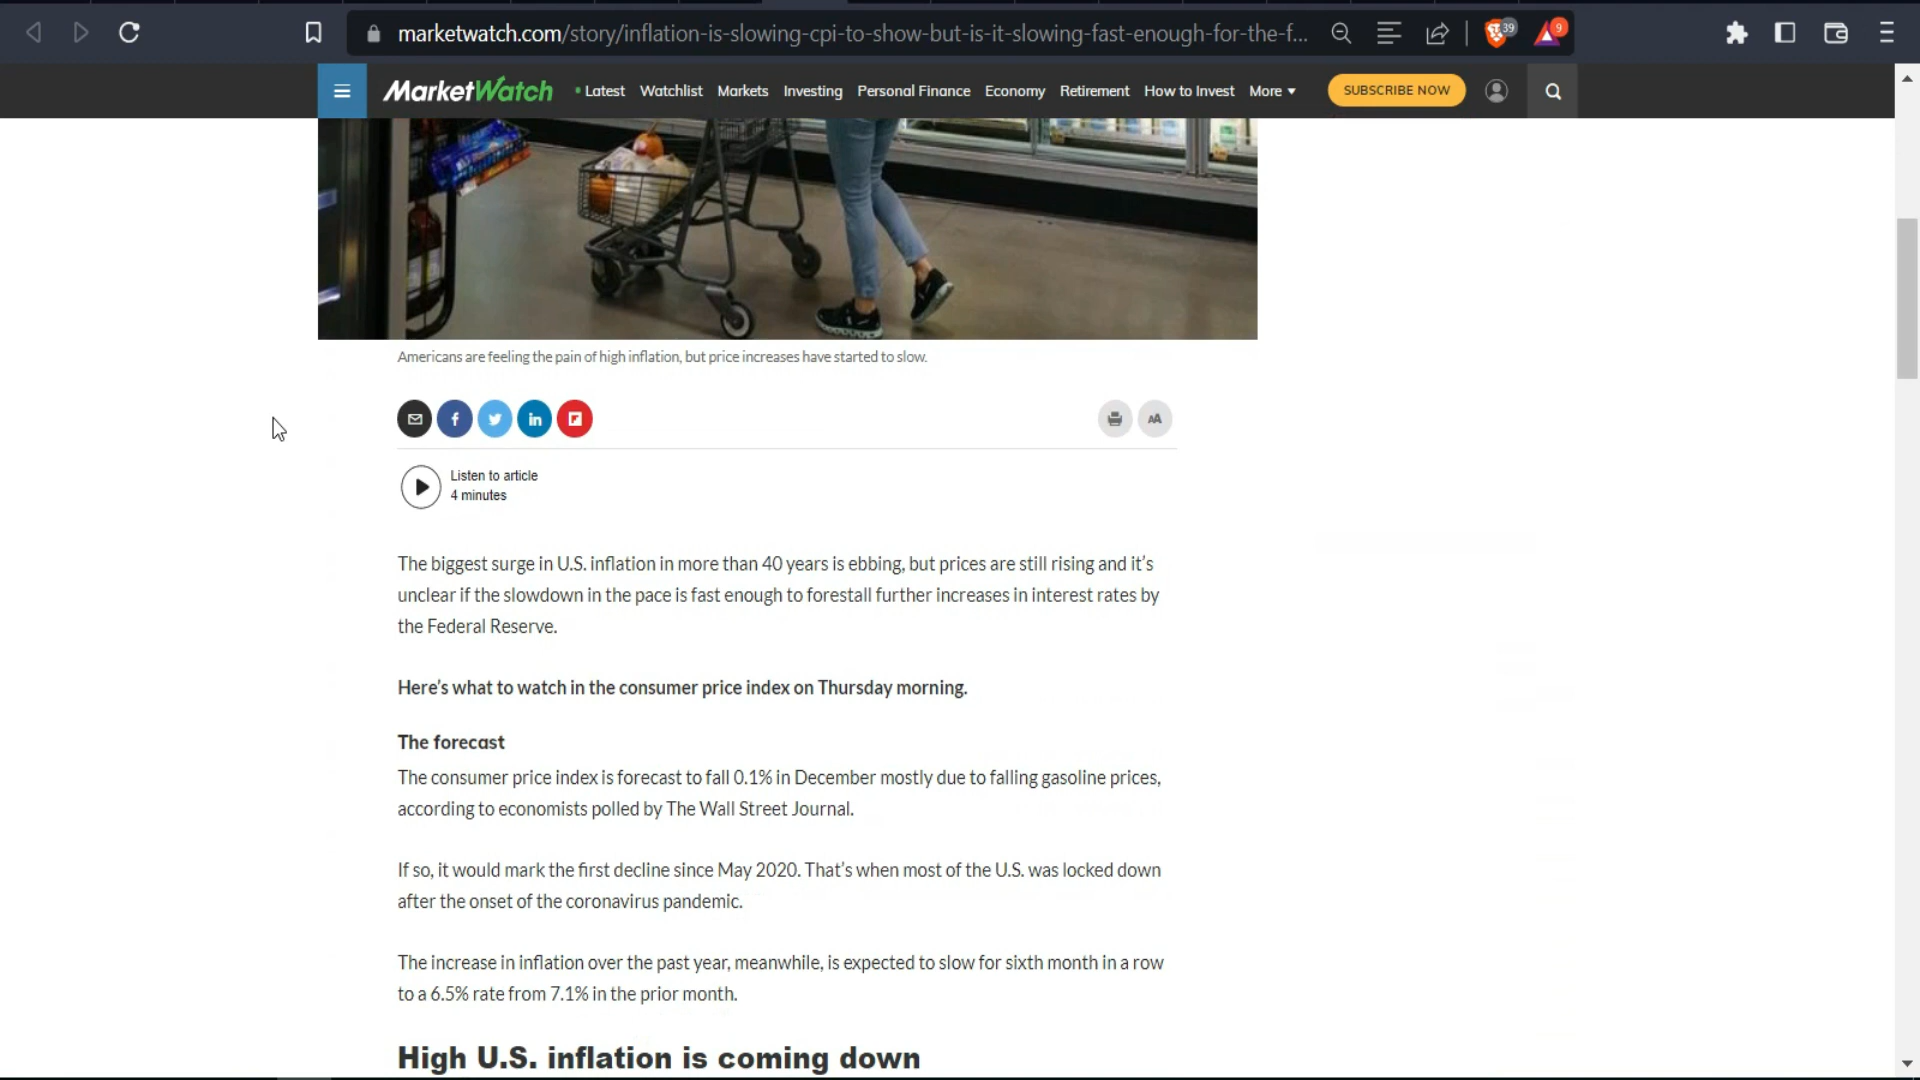 marketwatch.com/story/inflation-is-slowing-cpi-to-show-but-is-it-slowing-fast-enough-for-the-f...
39
9
MarketWatch
Latest Watchlist Markets Investing Personal Finance Economy Retirement How to Invest More
SUBSCRIBE NOW
Americans are feeling the pain of high inflation, but price increases have started to slow.
f
in
AA
Listen to article
4 minutes
The biggest surge in U.S. inflation in more than 40 years is ebbing, but prices are still rising and it's
unclear if the slowdown in the pace is fast enough to forestall further increases in interest rates by
the Federal Reserve.
Here's what to watch in the consumer price index on Thursday morning.
The forecast
The consumer price index is forecast to fall 0.1% in December mostly due to falling gasoline prices,
according to economists polled by The Wall Street Journal.
If so, it would mark the first decline since May 2020. That's when most of the U.S. was locked down
after the onset of the coronavirus pandemic.
The increase in inflation over the past year, meanwhile, is expected to slow for sixth month in a row
to a 6.5% rate from 7.1% in the prior month.
High U.S. inflation is coming down